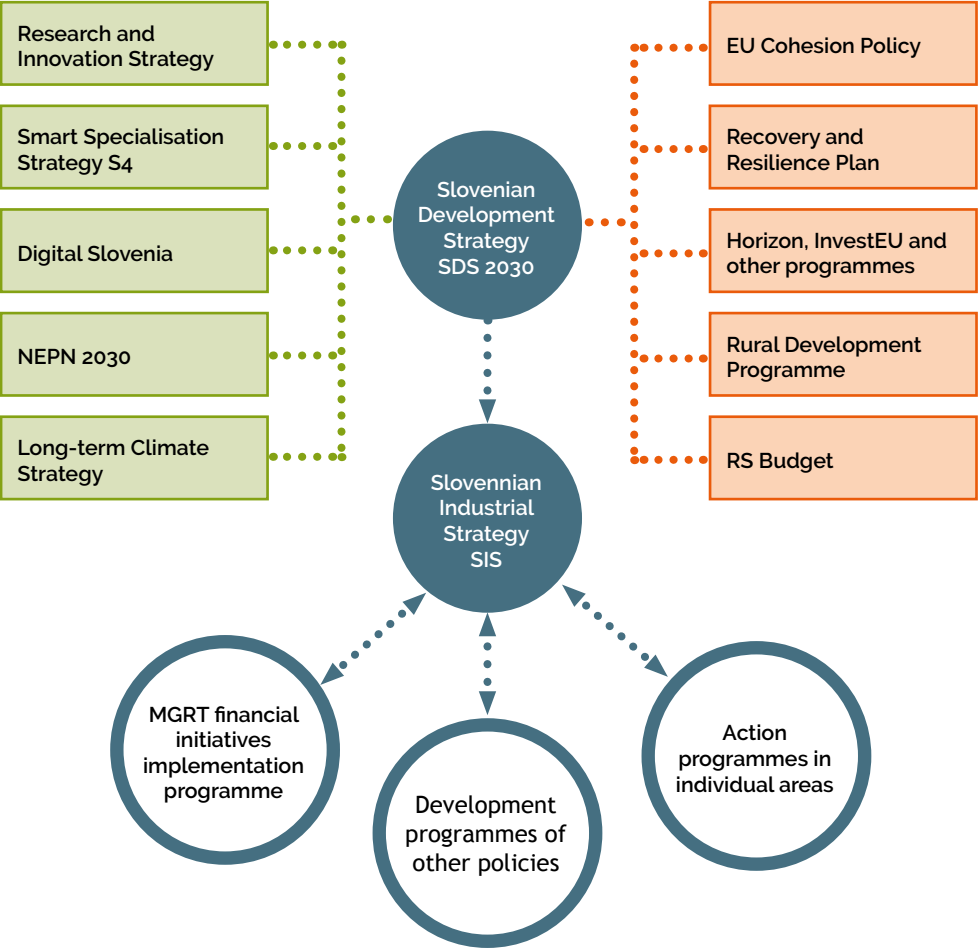 Research and
Innovation Strategy
Smart Specialisation
Strategy S4
Digital Slovenia
NEPN 2030
Long-term Climate
Strategy
Slovenian
Development
Strategy
SDS 2030
EU Cohesion Policy
Recovery and
Resilience Plan
Horizon, InvestEU and
other programmes
Rural Development
Programme
RS Budget
Slovennian
Industrial
Strategy
SIS
MGRT financial
initiatives
implementation
programme
Development
programmes of
other policies
Action
programmes in
individual areas